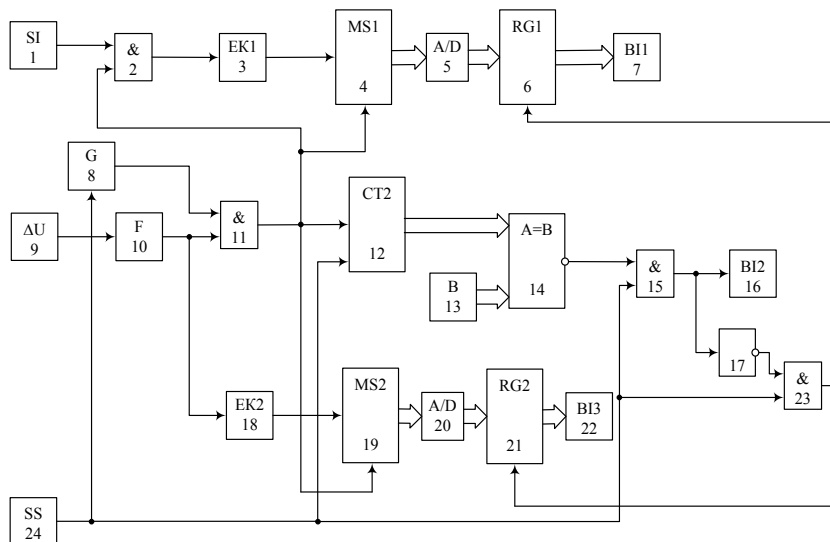 SI
1
&
2
EK1
3
MS1
4
A/D
5
RG1
6
BI1
7
G
8
ΔU
9
F
10
&
11
CT2
12
B
13
A=B
14
&
15
BI2
16
17
EK2
18
MS2
19
A/D
20
RG2
21
BI3
22
&
23
SS
24